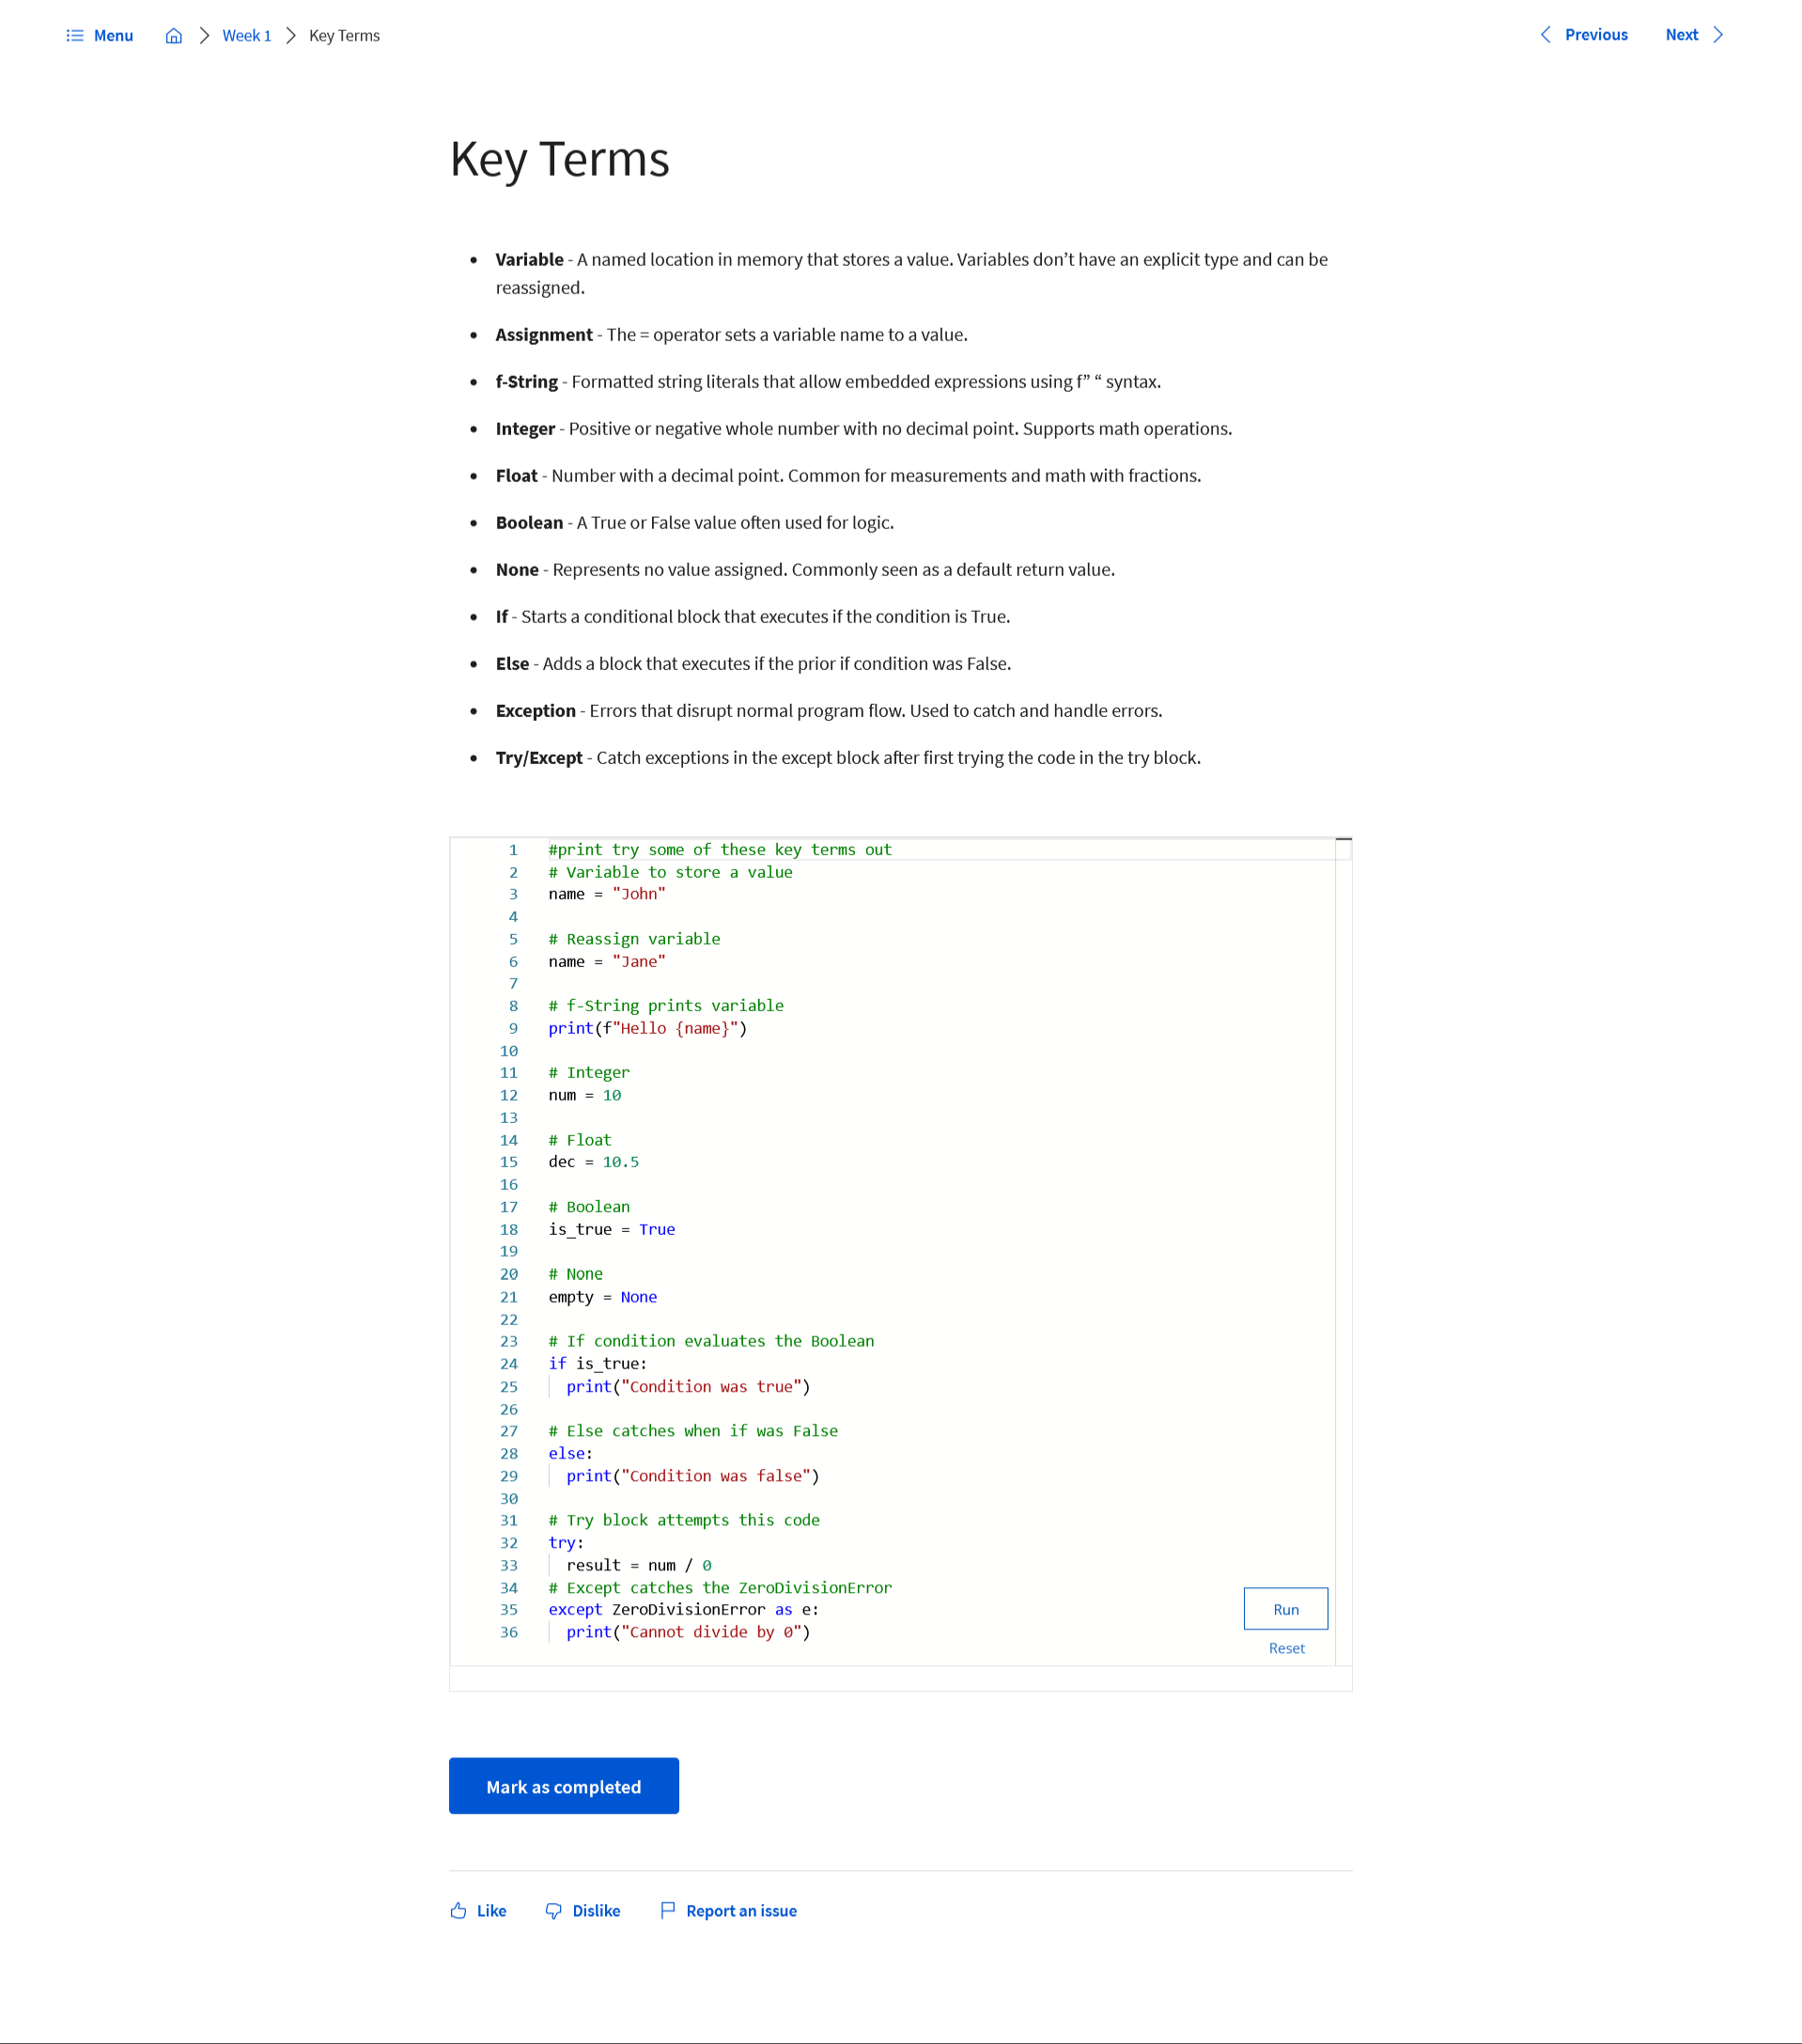 Menu
Week 1
Key Terms
Previous
Next
Key Terms
Variable - A named location in memory that stores a value. Variables don’t have an explicit type and can be
reassigned.
Assignment - The = operator sets a variable name to a value.
f-String - Formatted string literals that allow embedded expressions using f” “ syntax.
Integer - Positive or negative whole number with no decimal point. Supports math operations.
Float - Number with a decimal point. Common for measurements and math with fractions.
Boolean - A True or False value often used for logic.
None - Represents no value assigned. Commonly seen as a default return value.
If - Starts a conditional block that executes if the condition is True.
Else - Adds a block that executes if the prior if condition was False.
Exception - Errors that disrupt normal program flow. Used to catch and handle errors.
Try/Except - Catch exceptions in the except block after first trying the code in the try block.
1 #print try some of these key terms out
2 # Variable to store a value
3 name = "John"
4
5 # Reassign variable
6 name = "Jane"
7
8 # f-String prints variable
9 print(f"Hello {name}")
10
11 # Integer
12 num = 10
13
14 # Float
15 dec = 10.5
16
17 # Boolean
18 is_true = True
19
20 # None
21 empty = None
22
23 # If condition evaluates the Boolean
24 if is_true:
25   print("Condition was true")
26
27 # Else catches when if was False
28 else:
29   print("Condition was false")
30
31 # Try block attempts this code
32 try:
33   result = num / 0
34 # Except catches the ZeroDivisionError
35 except ZeroDivisionError as e:
36   print("Cannot divide by 0")
Run
Reset
Mark as completed
Like
Dislike
Report an issue